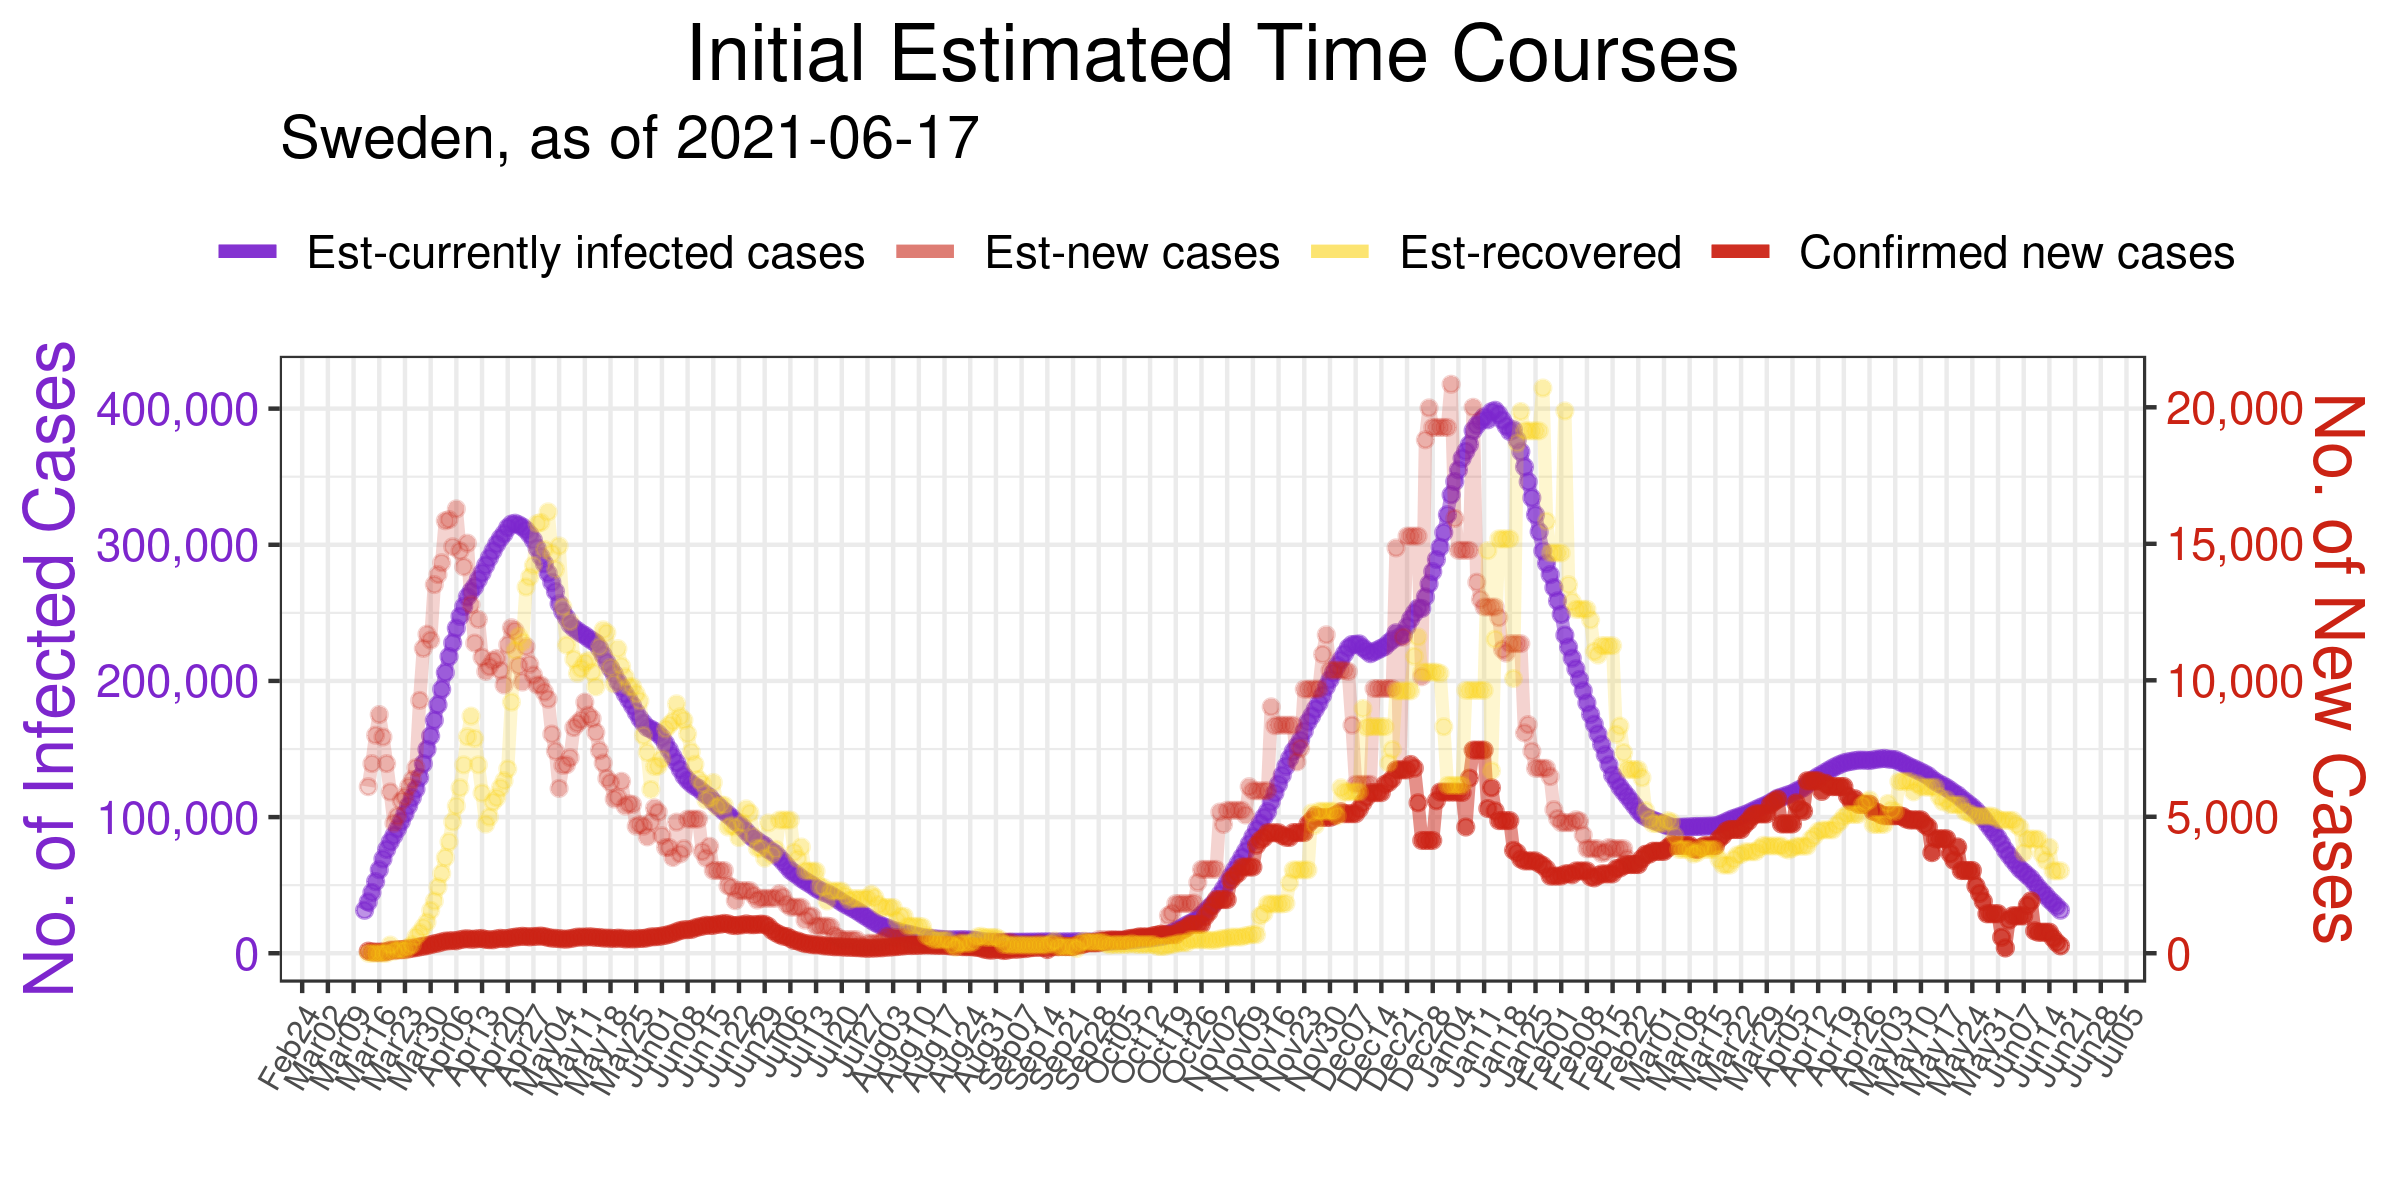 Initial Estimated Time Courses
Sweden, as of 2021-06-17
Est-currently infected cases Est-new cases Est-recovered Confirmed new cases
No. of Infected Cases
400,000
300,000
200,000
100,000
0
20,000
15,000
10,000
5,000
0
No. of New Cases
Feb24 Mar02 Mar09 Mar16 Mar23 Mar30 Apr06 Apr13 Apr20 Apr27 May04 May11 May18 May25 Jun01 Jun08 Jun15 Jun22 Jun29 Jul06 Jul13 Jul20 Jul27 Aug03 Aug10 Aug17 Aug24 Aug31 Sep07 Sep14 Sep21 Sep28 Oct05 Oct12 Oct19 Oct26 Nov02 Nov09 Nov16 Nov23 Nov30 Dec07 Dec14 Dec21 Dec28 Jan04 Jan11 Jan18 Jan25 Feb01 Feb08 Feb15 Feb22 Mar01 Mar08 Mar15 Mar22 Mar29 Apr05 Apr12 Apr19 Apr26 May03 May10 May17 May24 May31 Jun07 Jun14 Jun21 Jun28 Jul05